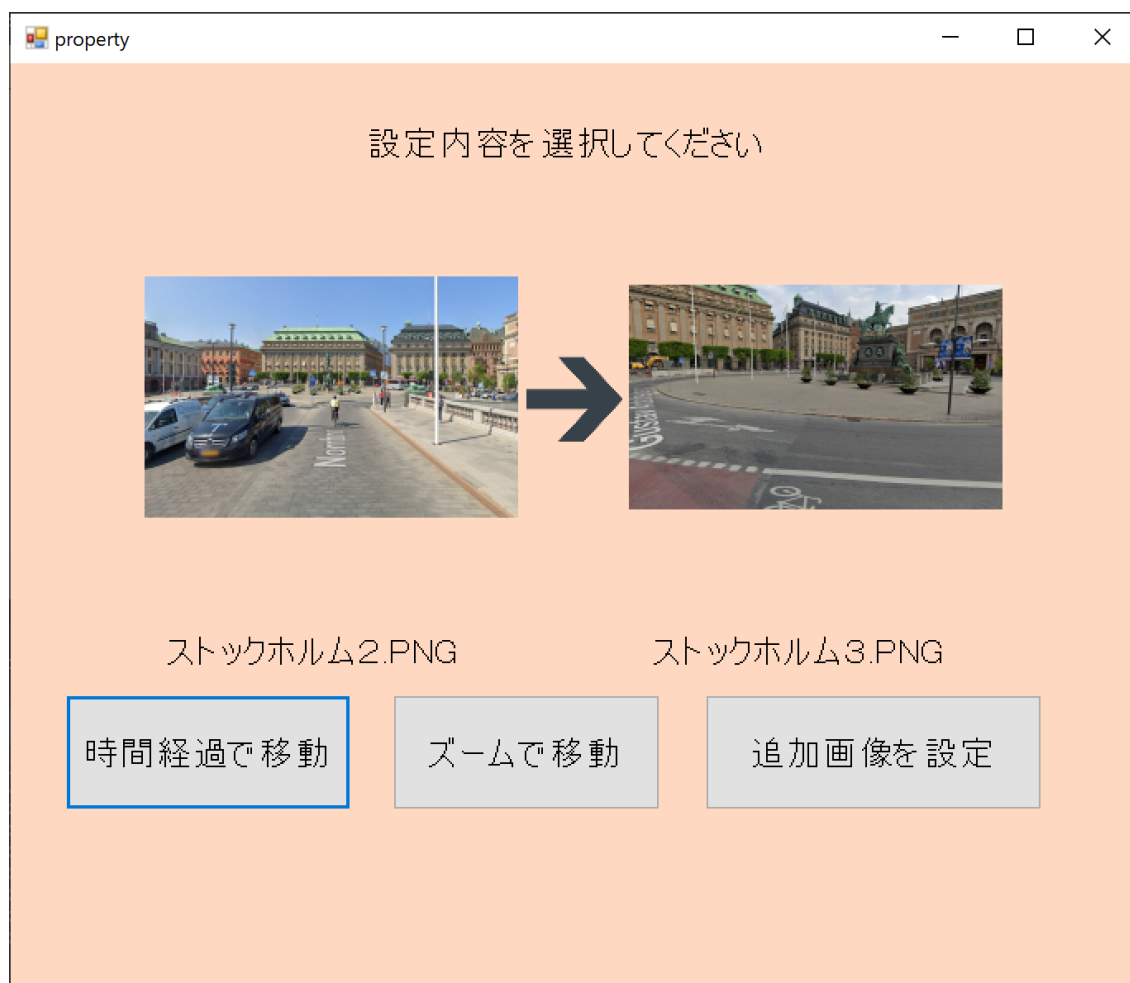 property
設定内容を選択してください
ストックホルム2.PNG
ストックホルム3.PNG
時間経過で移動
ズームで移動
追加画像を設定